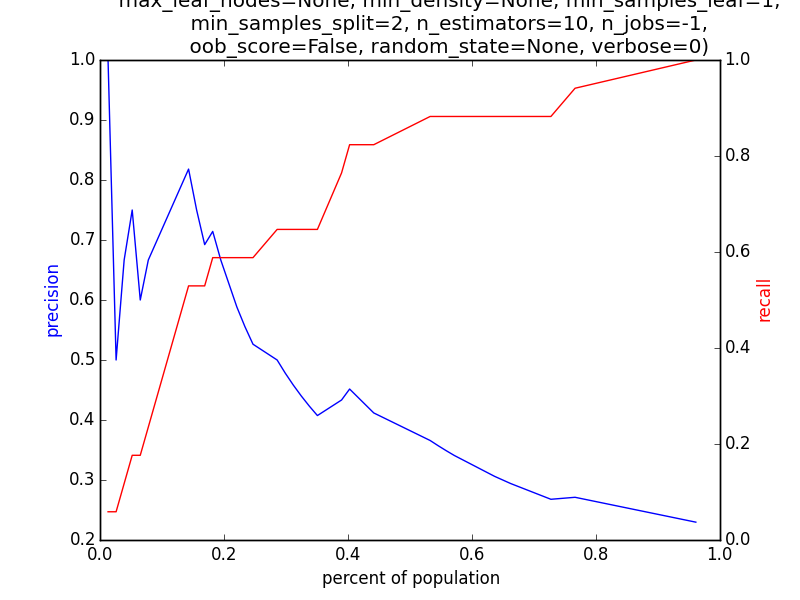 max_leaf_nodes=None, min_density=None, min_samples_leaf=1,
min_samples_split=2, n_estimators=10, n_jobs=-1,
oob_score=False, random_state=None, verbose=0)
1.0
0.9
0.8
0.7
0.6
0.5
0.4
0.3
0.2
precision
1.0
0.8
0.6
0.4
0.2
0.0
recall
0.0 0.2 0.4 0.6 0.8 1.0
percent of population